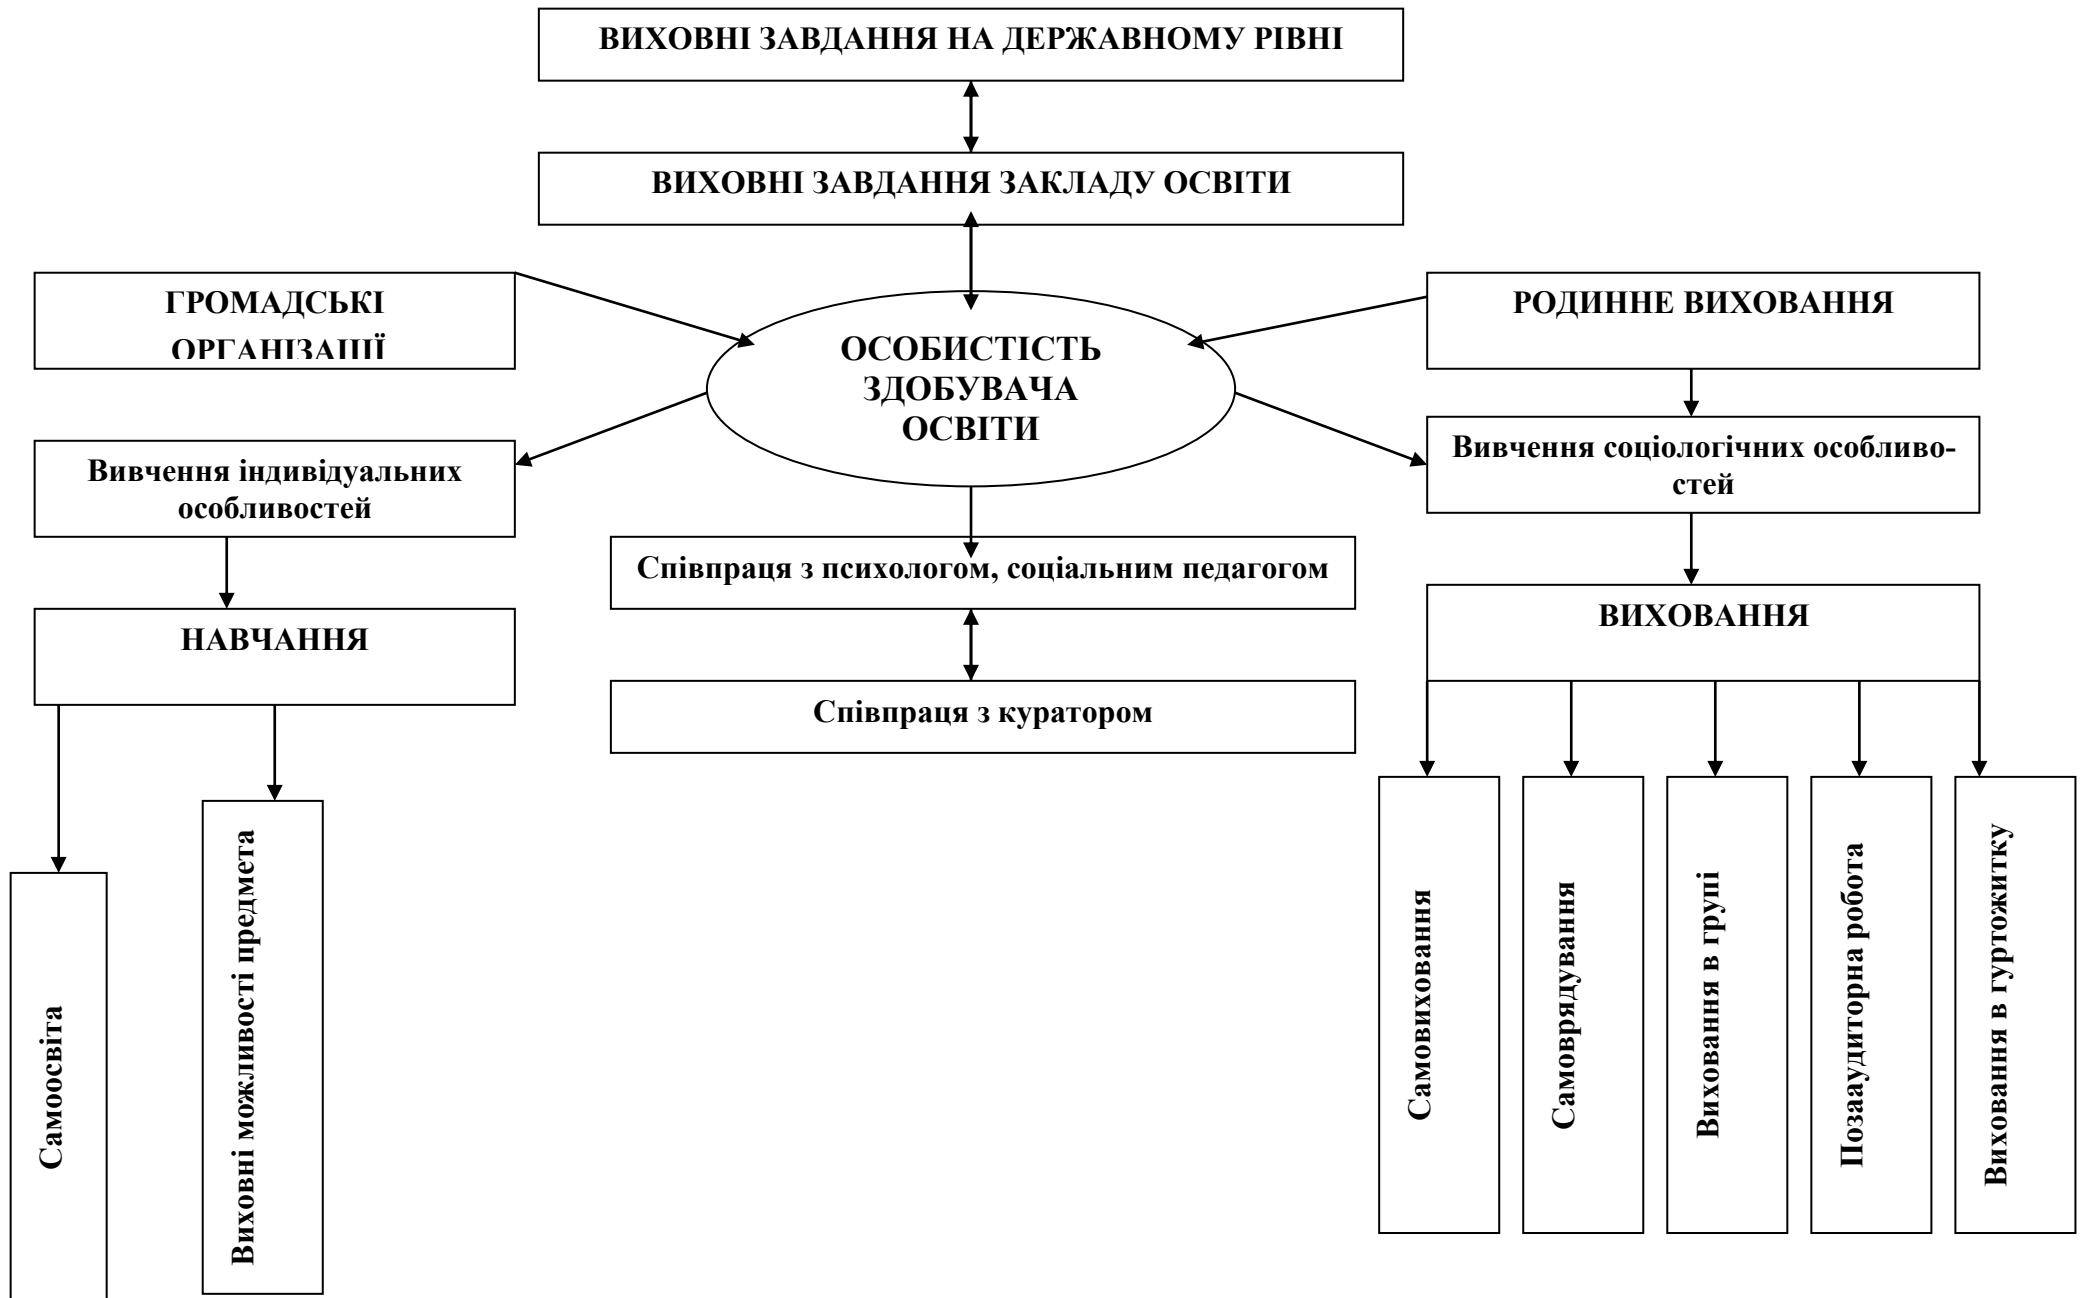 ВИХОВНІ ЗАВДАННЯ НА ДЕРЖАВНОМУ РІВНІ
ВИХОВНІ ЗАВДАННЯ ЗАКЛАДУ ОСВІТИ
ГРОМАДСЬКІ
ОРГАНІЗАЦІЇ
РОДИННЕ ВИХОВАННЯ
ОСОБИСТІСТЬ
ЗДОБУВАЧА
ОСВІТИ
Вивчення індивідуальних
особливостей
Вивчення соціологічних особливо-
стей
Співпраця з психологом, соціальним педагогом
НАВЧАННЯ
ВИХОВАННЯ
Співпраця з куратором
Самоосвіта
Виховні можливості предмета
Самовиховання
Самоврядування
Виховання в групі
Позааудиторна робота
Виховання в гуртожитку